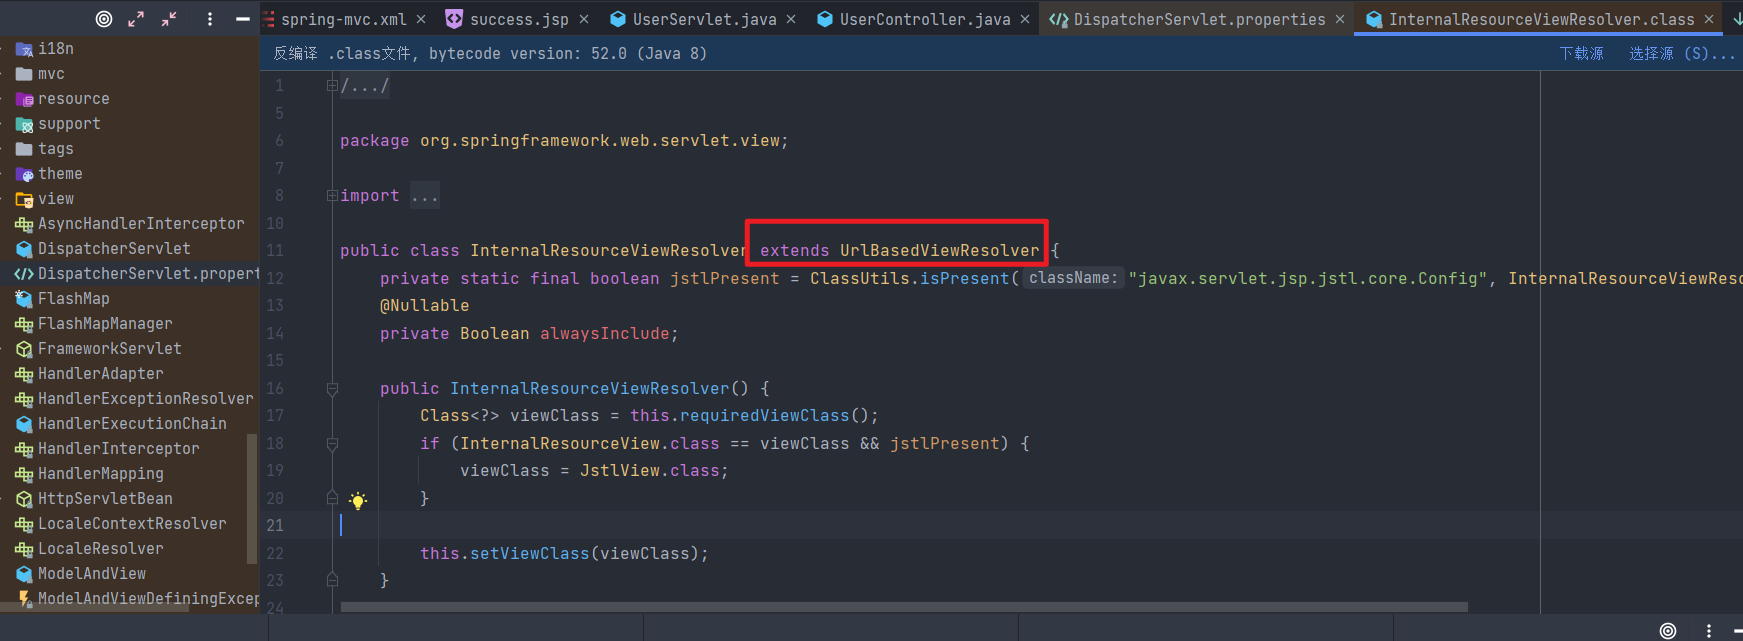 spring-mvc.xml × success.jsp × UserServlet.java × UserController.java × DispatcherServlet.properties × InternalResourceViewResolver.class ×
反编译 .class文件, bytecode version: 52.0 (Java 8) 下载源 选择源 (S)...
i18n
mvc
resource
support
tags
theme
view
AsyncHandlerInterceptor
DispatcherServlet
DispatcherServlet.propert
FlashMap
FlashMapManager
FrameworkServlet
HandlerAdapter
HandlerExceptionResolver
HandlerExecutionChain
HandlerInterceptor
HandlerMapping
HttpServletBean
LocaleContextResolver
LocaleResolver
ModelAndView
ModelAndViewDefiningExcep
1 /.../
5
6 package org.springframework.web.servlet.view;
7
8 import ...
10
11 public class InternalResourceViewResolver extends UrlBasedViewResolver {
12 private static final boolean jstlPresent = ClassUtils.isPresent( className: "javax.servlet.jsp.jstl.core.Config", InternalResourceViewReso
13 @Nullable
14 private Boolean alwaysInclude;
15
16 public InternalResourceViewResolver() {
17 Class<?> viewClass = this.requiredViewClass();
18 if (InternalResourceView.class == viewClass && jstlPresent) {
19 viewClass = JstlView.class;
20 }
21
22 this.setViewClass(viewClass);
23 }
24